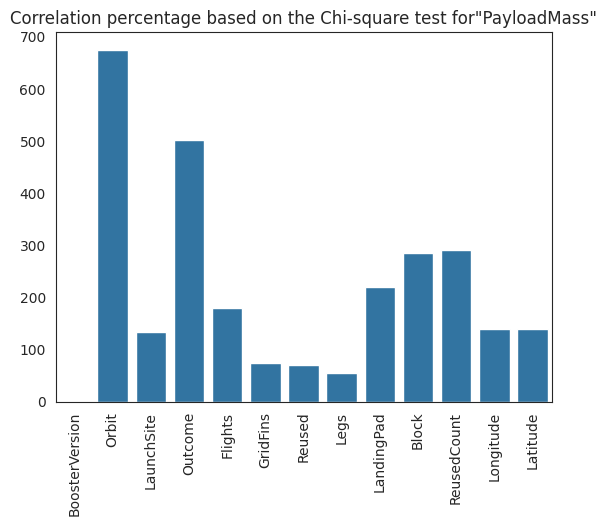 Correlation percentage based on the Chi-square test for"PayloadMass"
700
600
500
400
300
200
100
0
BoosterVersion
Orbit
LaunchSite
Outcome
Flights
GridFins
Reused
Legs
LandingPad
Block
ReusedCount
Longitude
Latitude